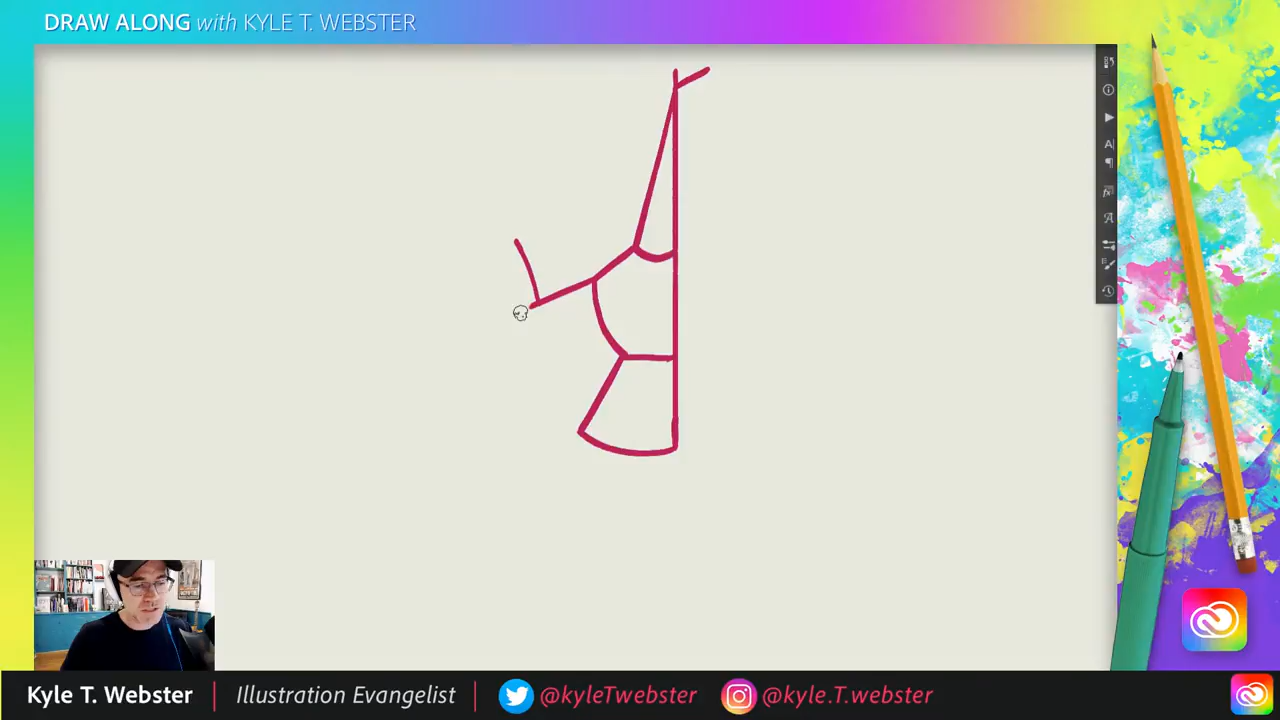 DRAW ALONG with KYLE T. WEBSTER
Kyle T. Webster | Illustration Evangelist | @kyleTwebster @kyle.T.webster